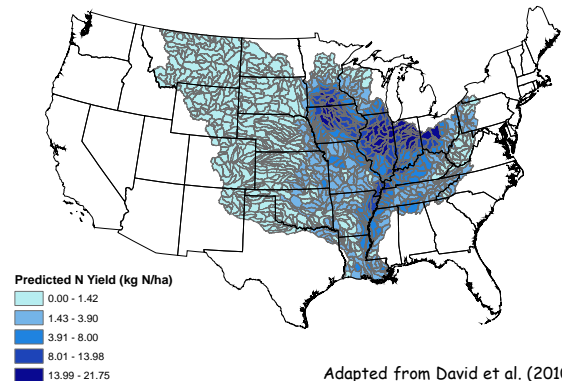 Predicted N Yield (kg N/ha)
0.00 - 1.42
1.43 - 3.90
3.91 - 8.00
8.01 - 13.98
13.99 - 21.75
Adapted from David et al. (2010